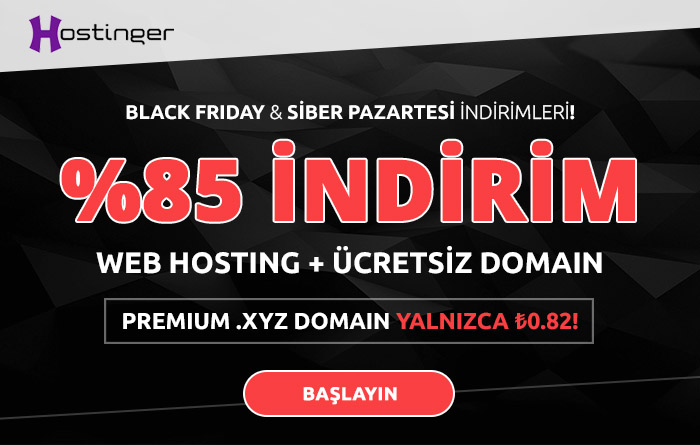 Hostinger
BLACK FRIDAY & SİBER PAZARTESİ İNDİRİMLERİ!
%85 İNDİRİM
WEB HOSTING + ÜCRETSİZ DOMAIN
PREMIUM .XYZ DOMAIN YALNIZCA ₺0.82!
BAŞLAYIN